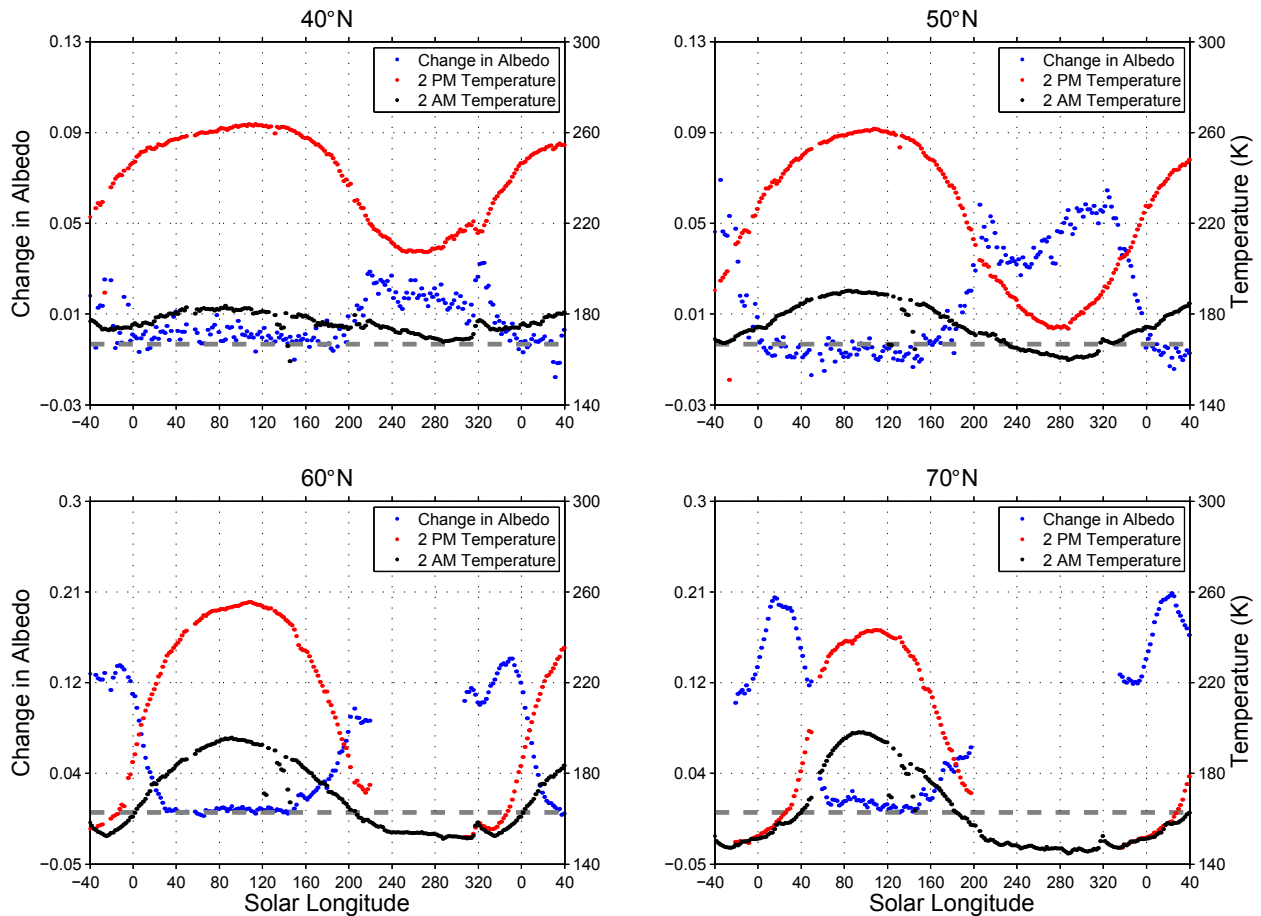 40°N
50°N
0.13
0.09
0.05
0.01
−0.03
Change in Albedo
300
260
220
180
140
Change in Albedo
2 PM Temperature
2 AM Temperature
−40 0 40 80 120 160 200 240 280 320 0 40
0.13
0.09
0.05
0.01
−0.03
300
260
220
180
140
Temperature (K)
Change in Albedo
2 PM Temperature
2 AM Temperature
−40 0 40 80 120 160 200 240 280 320 0 40
60°N
70°N
0.3
0.21
0.12
0.04
−0.05
Change in Albedo
300
260
220
180
140
Change in Albedo
2 PM Temperature
2 AM Temperature
−40 0 40 80 120 160 200 240 280 320 0 40
Solar Longitude
0.3
0.21
0.12
0.04
−0.05
300
260
220
180
140
Temperature (K)
Change in Albedo
2 PM Temperature
2 AM Temperature
−40 0 40 80 120 160 200 240 280 320 0 40
Solar Longitude